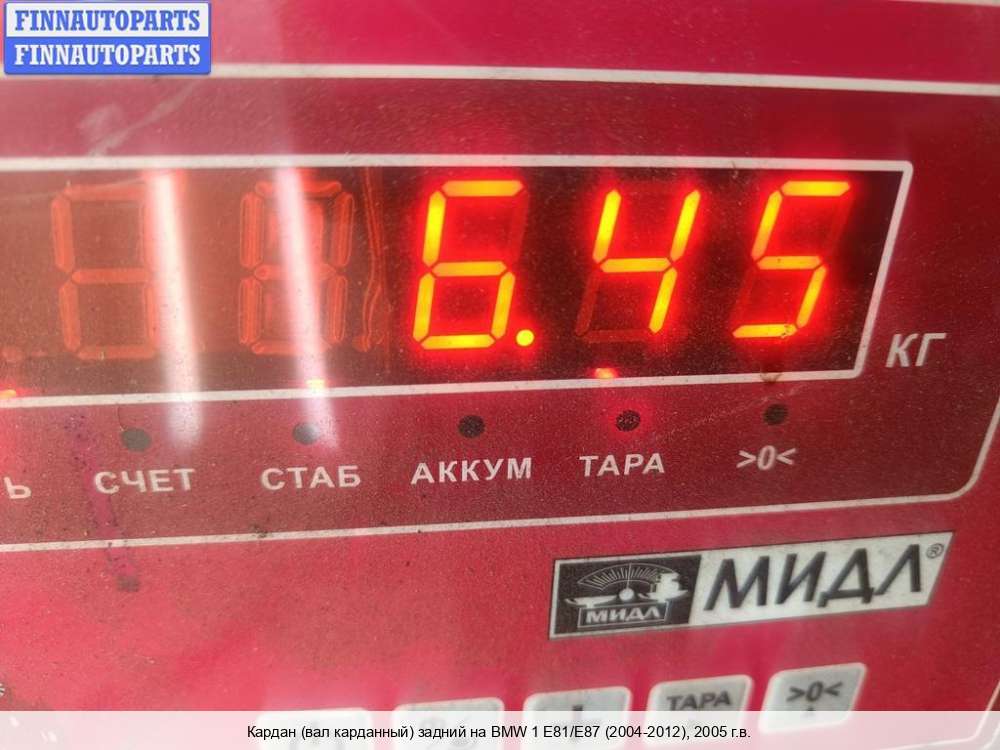 FINNAUTOPARTS
FINNAUTOPARTS
6.45
КГ
Ь
СЧЕТ
СТАБ
АККУМ
ТАРА
>0<
МИДЛ
МИДЛ®
ТАРА
>0<
Кардан (вал карданный) задний на BMW 1 E81/E87 (2004-2012), 2005 г.в.